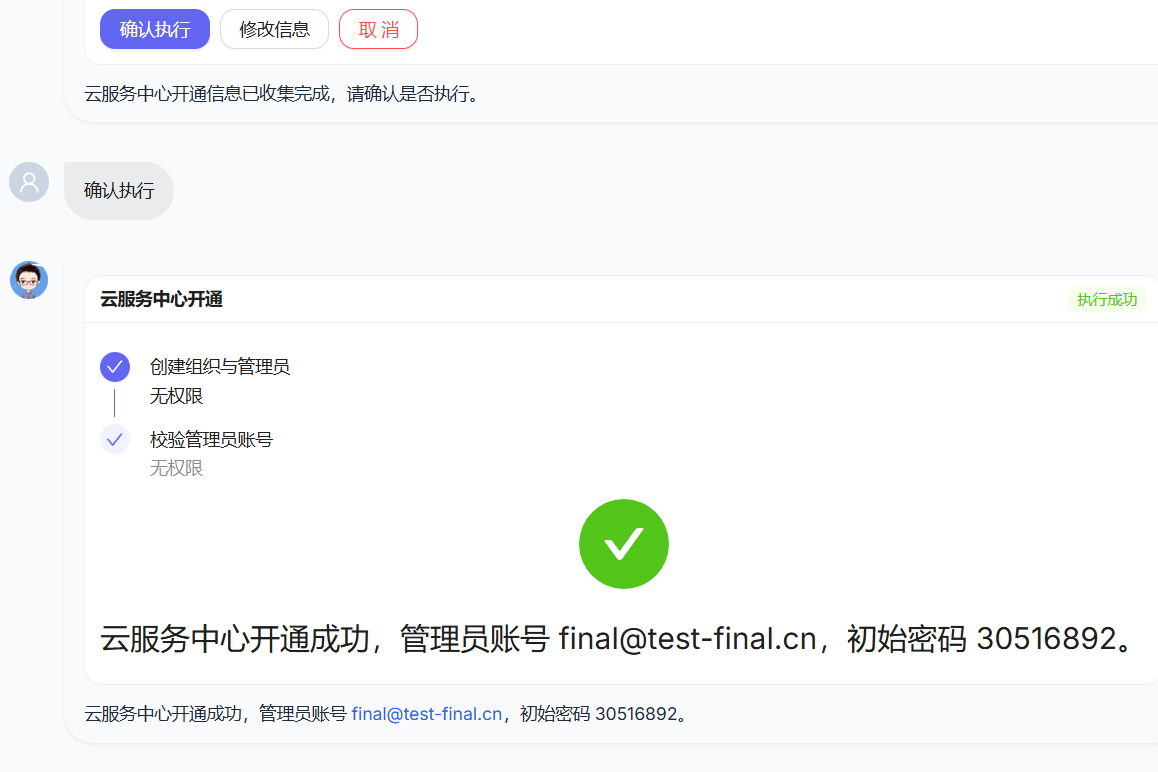 确认执行 修改信息 取 消
云服务中心开通信息已收集完成，请确认是否执行。
确认执行
云服务中心开通 执行成功
创建组织与管理员
无权限
校验管理员账号
无权限
云服务中心开通成功，管理员账号 final@test-final.cn，初始密码 30516892。
云服务中心开通成功，管理员账号 final@test-final.cn，初始密码 30516892。